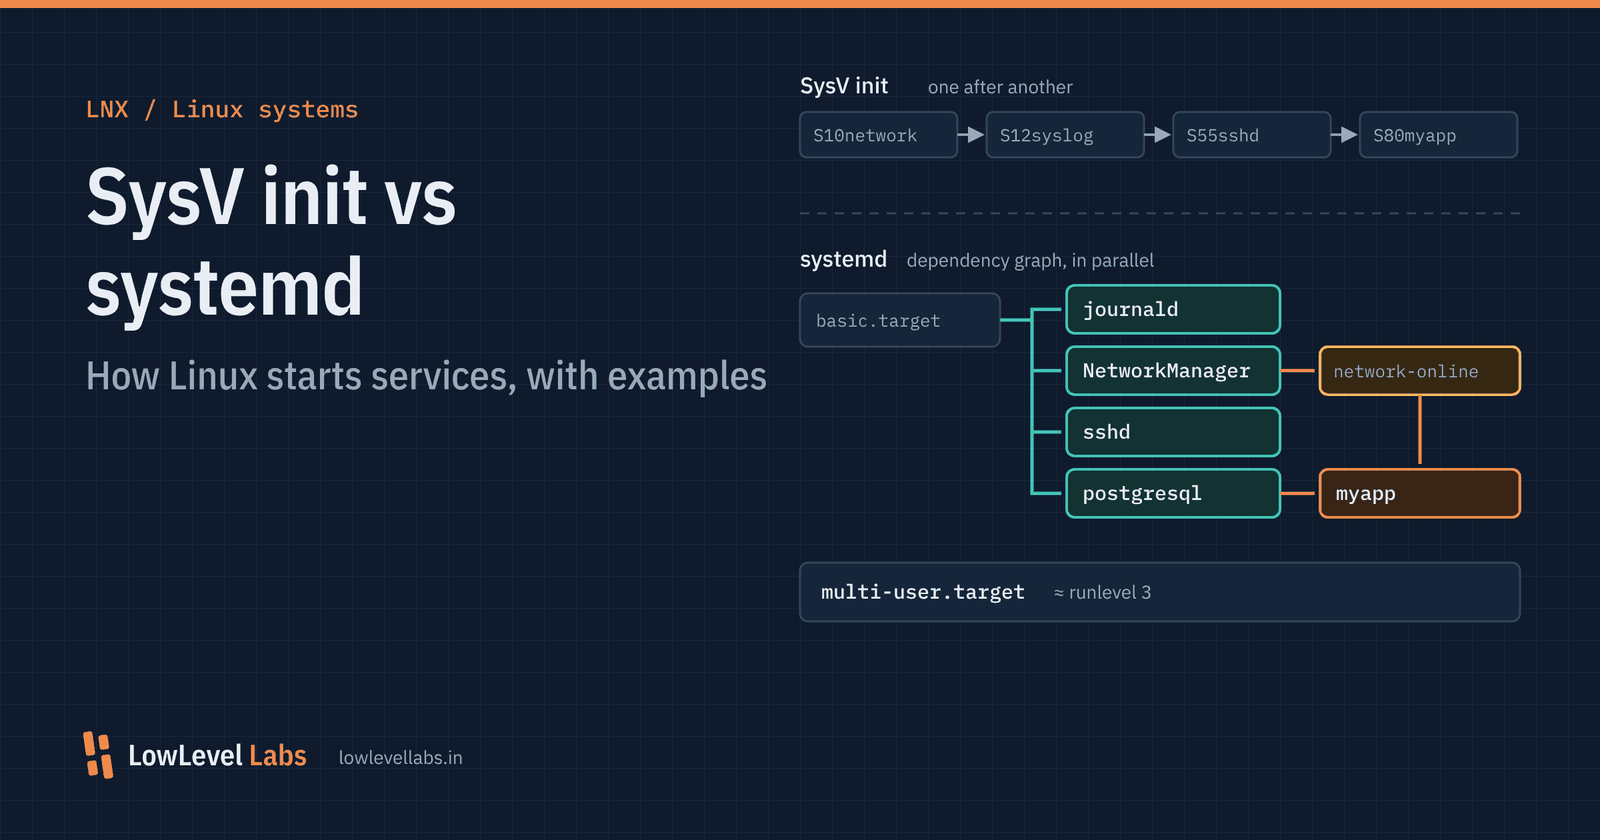 LNX / Linux systems
SysV init vs
systemd
How Linux starts services, with examples
SysV init one after another
S10network S12syslog S55sshd S80myapp
systemd dependency graph, in parallel
basic.target
journald
NetworkManager network-online
sshd
postgresql myapp
multi-user.target ≈ runlevel 3
LowLevel Labs lowlevellabs.in